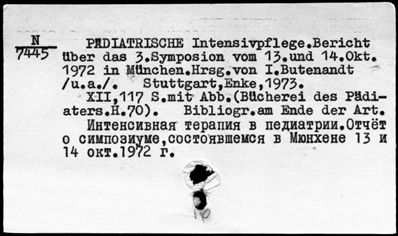 N
7445
PÄDIATRISCHE Intensivpflege.Bericht
über das 3.Symposion vom 13.und 14.Okt.
1972 in München.Hrsg.von I.Butenandt
/u.a./. Stuttgart,Enke,1973.
XII,117 S.mit Abb.(Bücherei des Pädi-
aters.H.70). Bibliogr.am Ende der Art.
Интенсивная терапия в педиатрии.Отчёт
о симпозиуме,состоявшемся в Мюнхене 13 и
14 окт.1972 г.